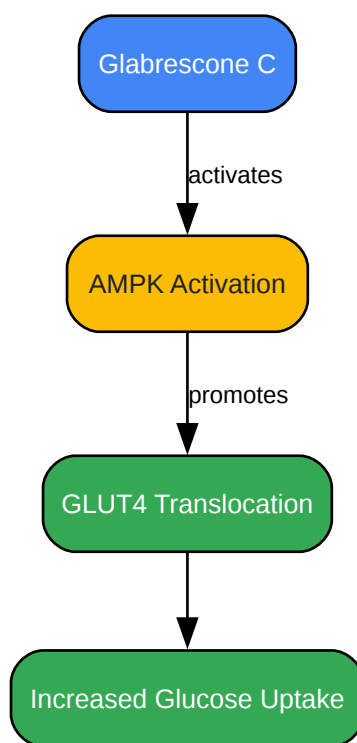 Glabrescone C
activates
AMPK Activation
promotes
GLUT4 Translocation
Increased Glucose Uptake